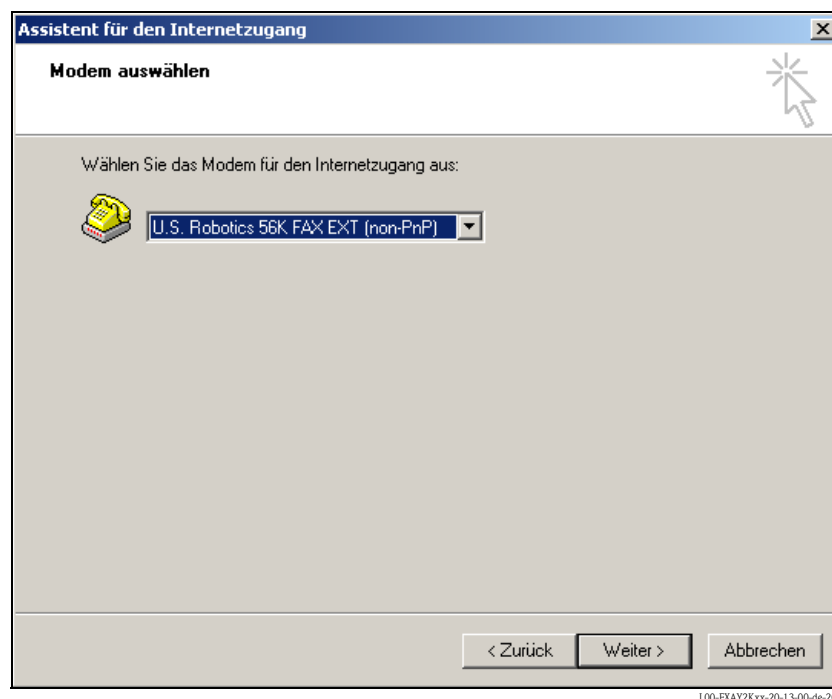 Assistent für den Internetzugang
Modem auswählen
Wählen Sie das Modem für den Internetzugang aus:
U.S. Robotics 56K FAX EXT (non-PnP)
< Zurück
Weiter >
Abbrechen